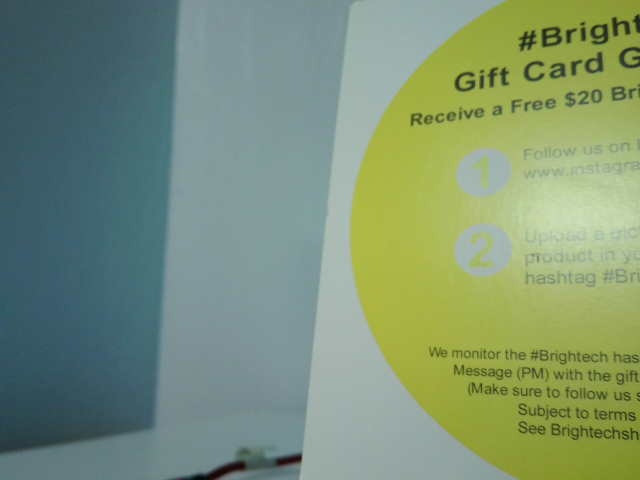 #Bright
Gift Card G
Receive a Free $20 Bri
1 Follow us on
www.instagra
2 Upload a pict
product in yo
hashtag #Bri
We monitor the #Brightech has
Message (PM) with the gift
(Make sure to follow us s
Subject to terms
See Brightechsh